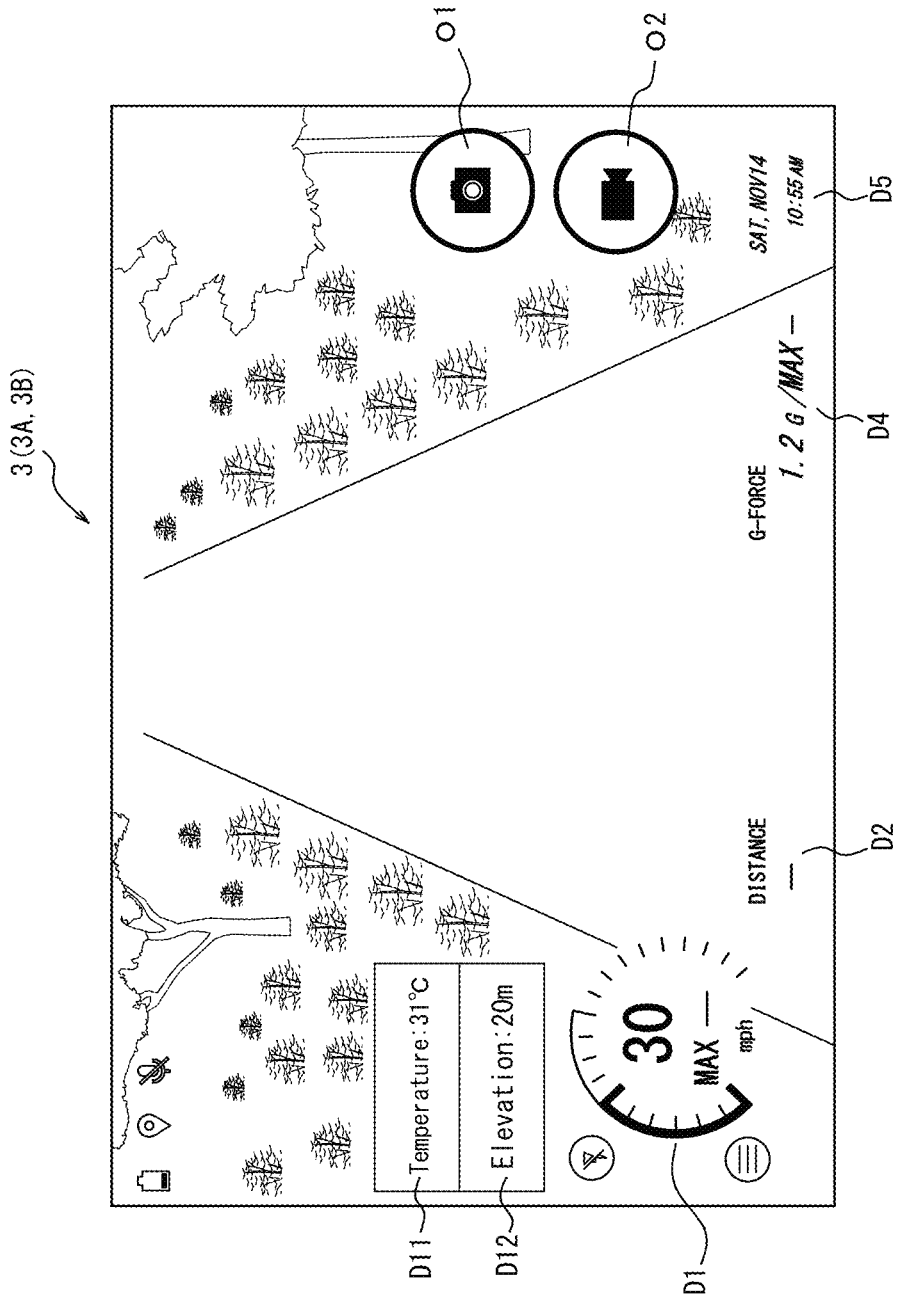 3 (3A, 3B)
O1
O2
D11
Temperature:31℃
D12
Elevation:20m
D1
30
MAX —
mph
DISTANCE
—
D2
G-FORCE
1.2 G /MAX —
D4
SAT, NOV14
10:55 AM
D5